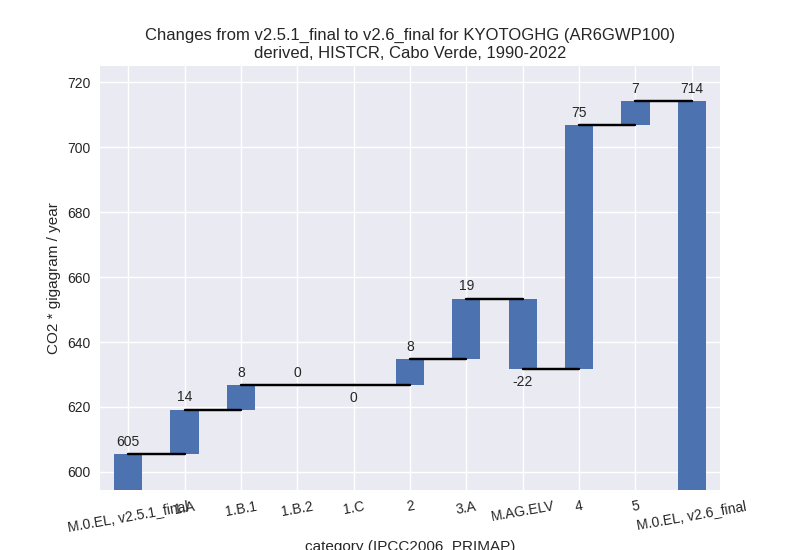 Changes from v2.5.1_final to v2.6_final for KYOTOGHG (AR6GWP100)
derived, HISTCR, Cabo Verde, 1990-2022
CO2 * gigagram / year
720
700
680
660
640
620
600
605
14
8
0
0
8
19
-22
75
7
714
M.0.EL, v2.5.1_final
1.A
1.B.1
1.B.2
1.C
2
3.A
M.AG.ELV
4
5
M.0.EL, v2.6_final
category (IPCC2006_PRIMAP)